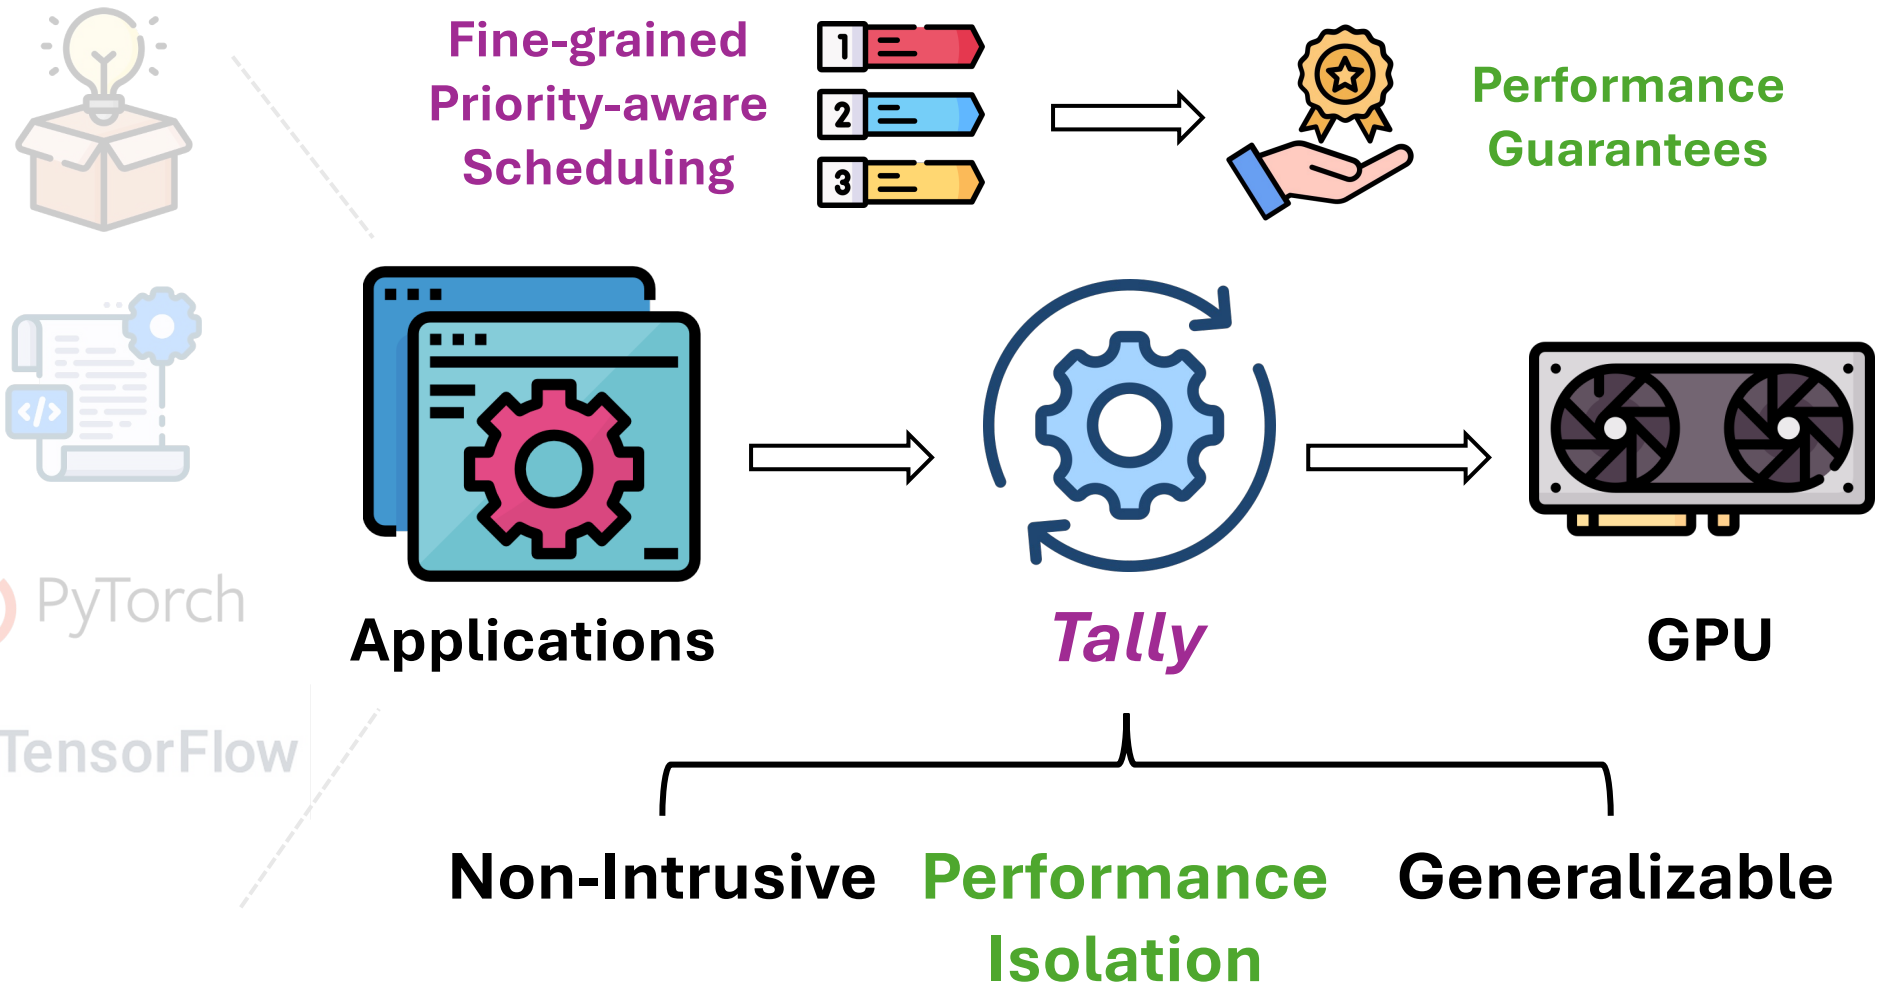 Fine-grained
Priority-aware
Scheduling
1
2
3
Performance
Guarantees
</>
PyTorch
TensorFlow
Applications
Tally
GPU
Non-Intrusive
Performance
Isolation
Generalizable